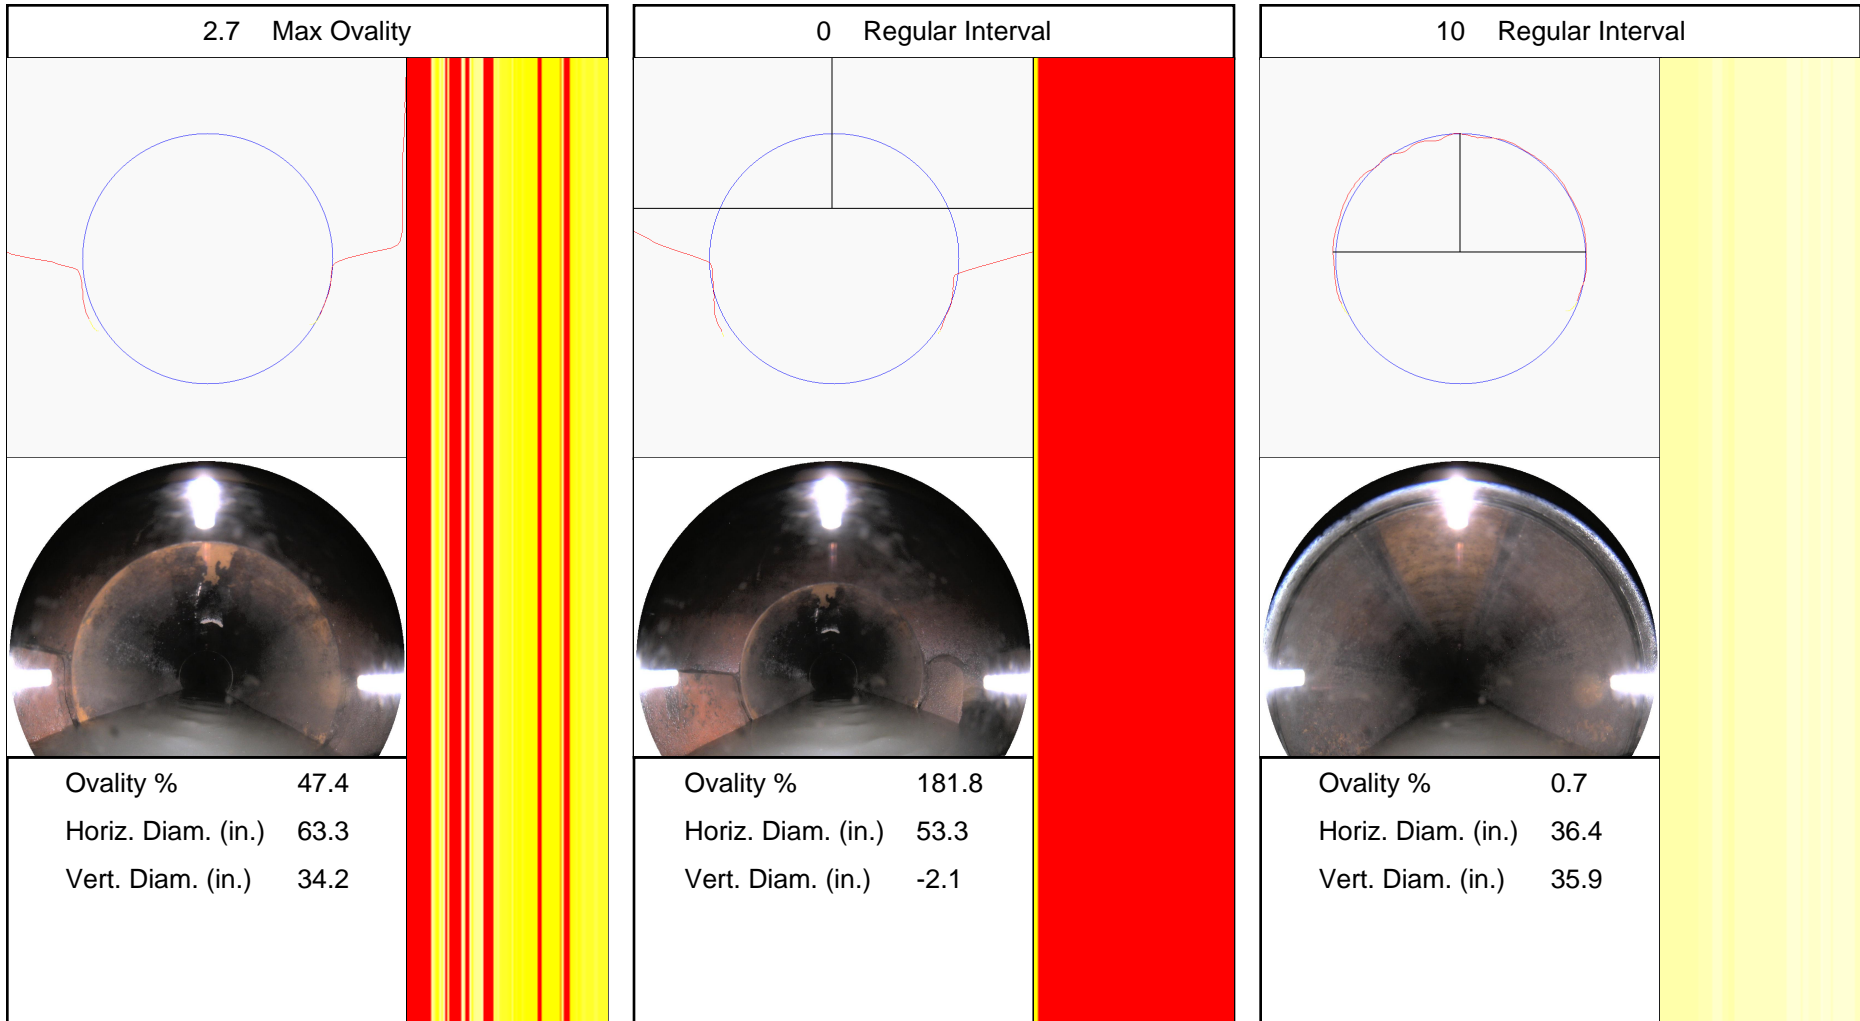 2.7 Max Ovality
Ovality % 47.4
Horiz. Diam. (in.) 63.3
Vert. Diam. (in.) 34.2
0 Regular Interval
Ovality % 181.8
Horiz. Diam. (in.) 53.3
Vert. Diam. (in.) -2.1
10 Regular Interval
Ovality % 0.7
Horiz. Diam. (in.) 36.4
Vert. Diam. (in.) 35.9